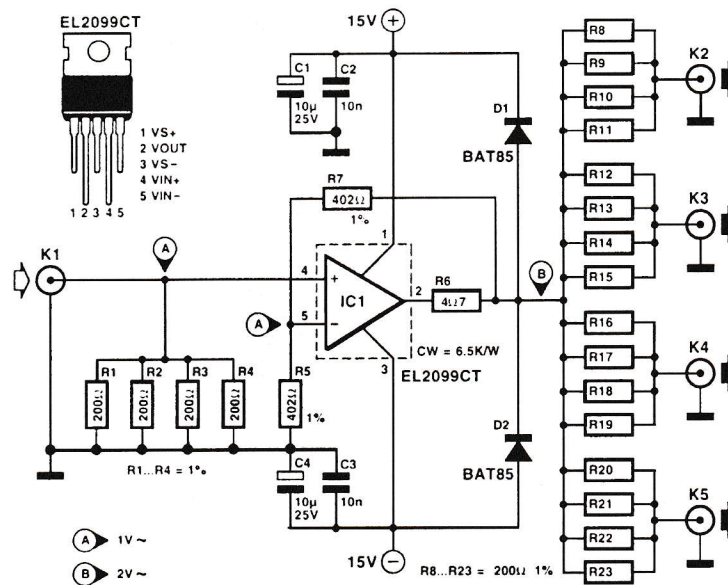 EL2099CT
1 VS+
2 VOUT
3 VS–
4 VIN+
5 VIN–
1 2 3 4 5
15V +
C1
10µ
25V
C2
10n
D1
BAT85
R7
402Ω
1%
K1
A
A
4
5
+
–
IC1
1
2
3
R6
4Ω7
B
CW = 6.5K/W
EL2099CT
R1
200Ω
R2
200Ω
R3
200Ω
R4
200Ω
R5
402Ω
1%
R1...R4 = 1%
C4
10µ
25V
C3
10n
D2
BAT85
15V –
A 1V ~
B 2V ~
R8
R9
R10
R11
K2
R12
R13
R14
R15
K3
R16
R17
R18
R19
K4
R20
R21
R22
R23
K5
R8...R23 = 200Ω 1%